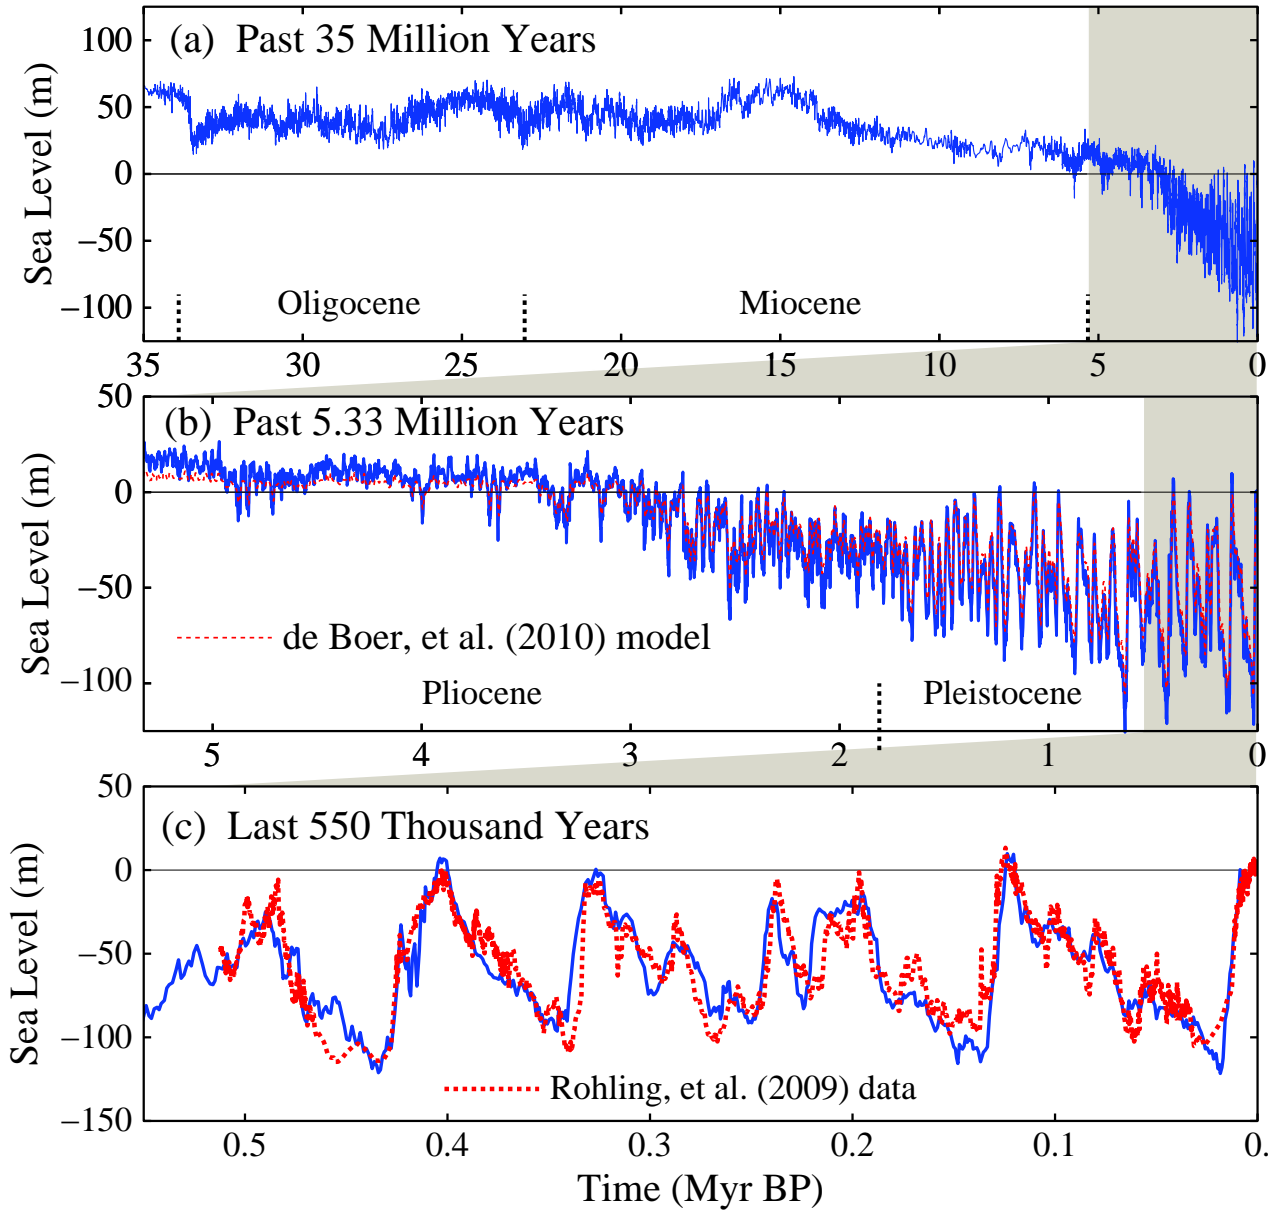 (a) Past 35 Million Years
Sea Level (m)
100
50
0
−50
−100
Oligocene
Miocene
35 30 25 20 15 10 5 0
(b) Past 5.33 Million Years
Sea Level (m)
50
0
−50
−100
de Boer, et al. (2010) model
Pliocene
Pleistocene
5 4 3 2 1 0
(c) Last 550 Thousand Years
Sea Level (m)
50
0
−50
−100
−150
Rohling, et al. (2009) data
0.5 0.4 0.3 0.2 0.1 0.
Time (Myr BP)